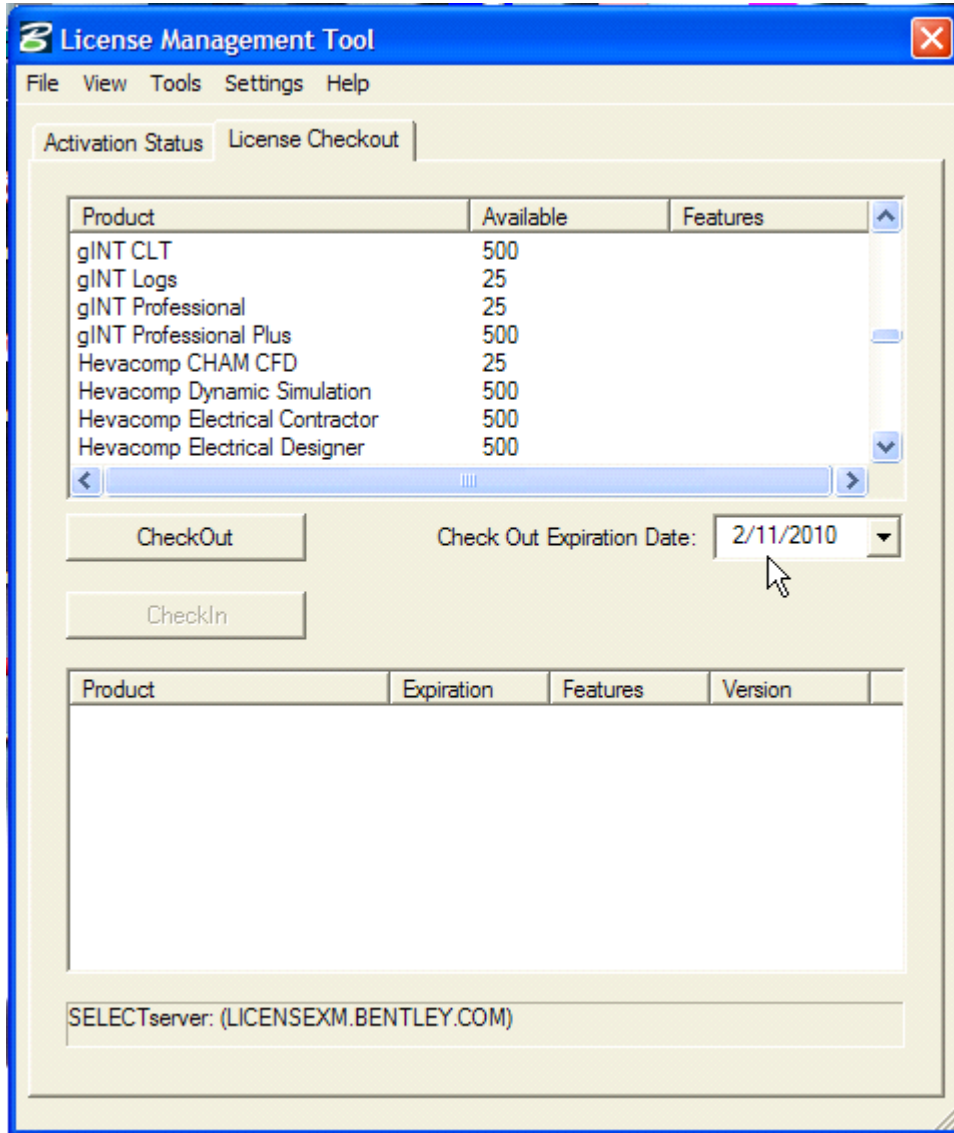 License Management Tool
File View Tools Settings Help
Activation Status License Checkout
Product Available Features
gINT CLT 500
gINT Logs 25
gINT Professional 25
gINT Professional Plus 500
Hevacomp CHAM CFD 25
Hevacomp Dynamic Simulation 500
Hevacomp Electrical Contractor 500
Hevacomp Electrical Designer 500
CheckOut Check Out Expiration Date: 2/11/2010
CheckIn
Product Expiration Features Version
SELECTserver: (LICENSEXM.BENTLEY.COM)